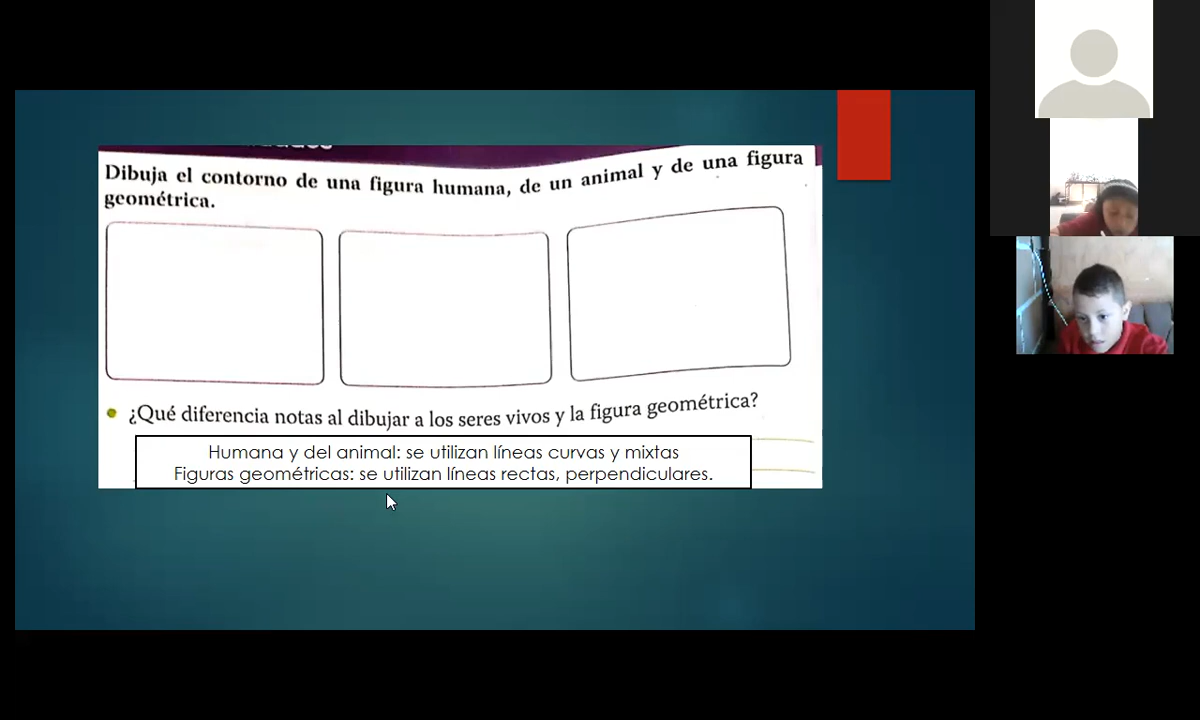 Dibuja el contorno de una figura humana, de un animal y de una figura
geométrica.
¿Qué diferencia notas al dibujar a los seres vivos y la figura geométrica?
Humana y del animal: se utilizan líneas curvas y mixtas
Figuras geométricas: se utilizan líneas rectas, perpendiculares.